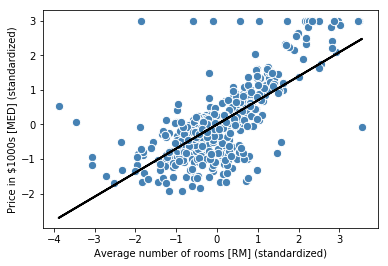 3
2
1
0
−1
−2
Price in $1000s [MED] (standardized)
−4 −3 −2 −1 0 1 2 3
Average number of rooms [RM] (standardized)